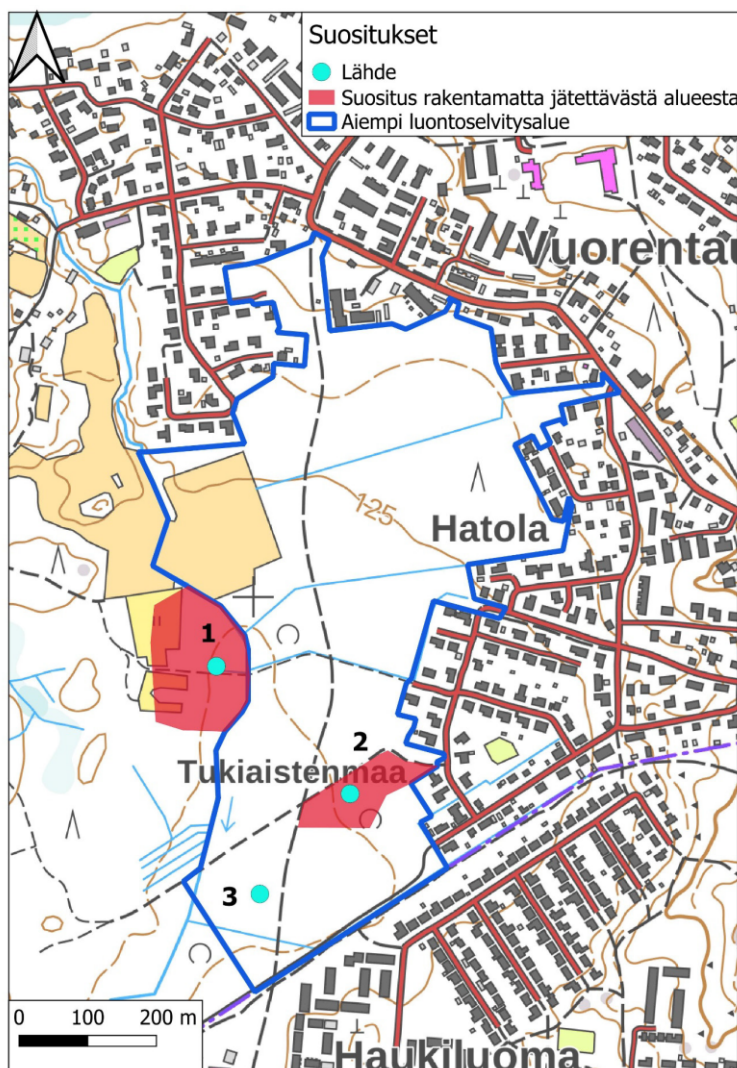 Suositukset
Lähde
Suositus rakentamatta jätettävästä alueesta
Aiempi luontoselvitysalue
Vuorentau
125
Hatola
1
2
Tukiaistenmaa
3
0 100 200 m
Haukiluoma